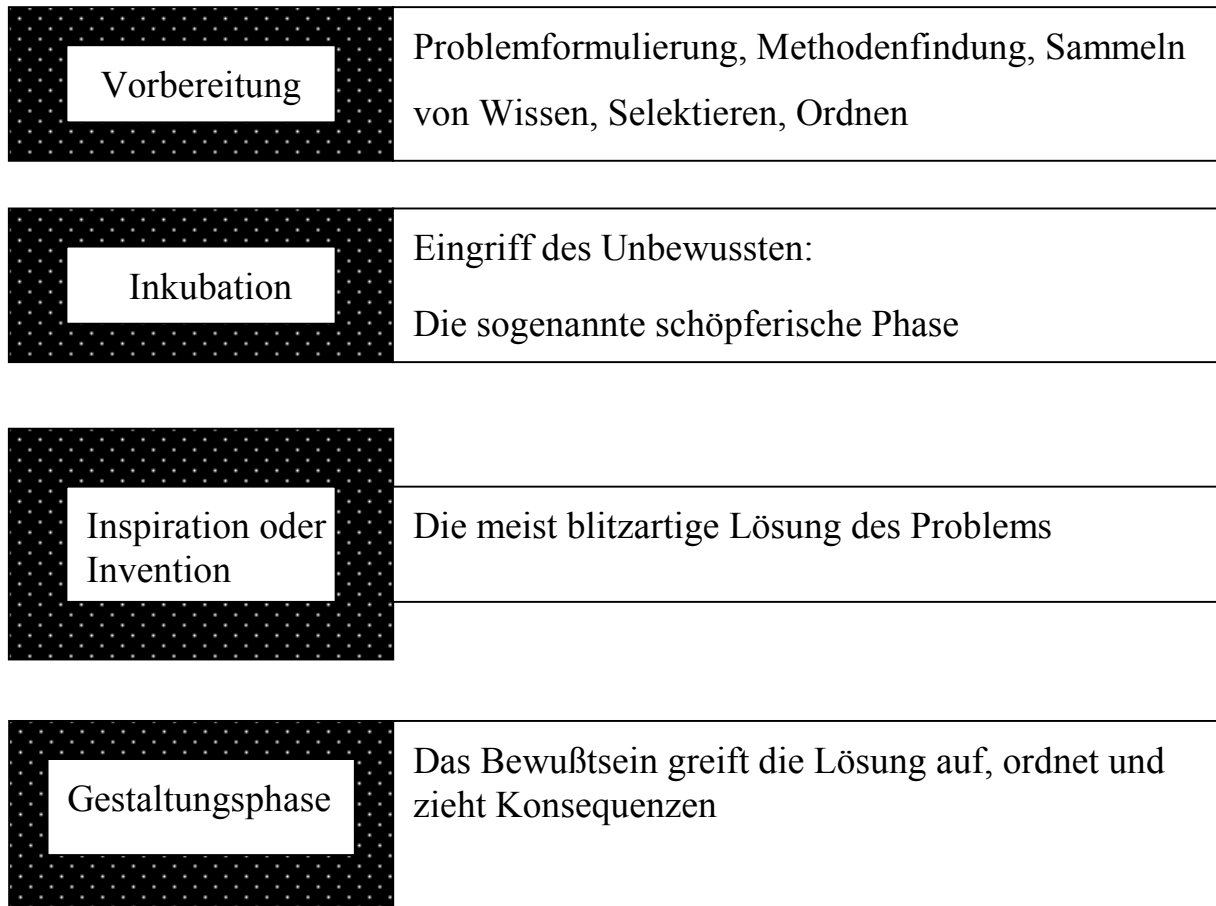 Vorbereitung
Problemformulierung, Methodenfindung, Sammeln
von Wissen, Selektieren, Ordnen
Inkubation
Eingriff des Unbewussten:
Die sogenannte schöpferische Phase
Inspiration oder
Invention
Die meist blitzartige Lösung des Problems
Gestaltungsphase
Das Bewußtsein greift die Lösung auf, ordnet und
zieht Konsequenzen